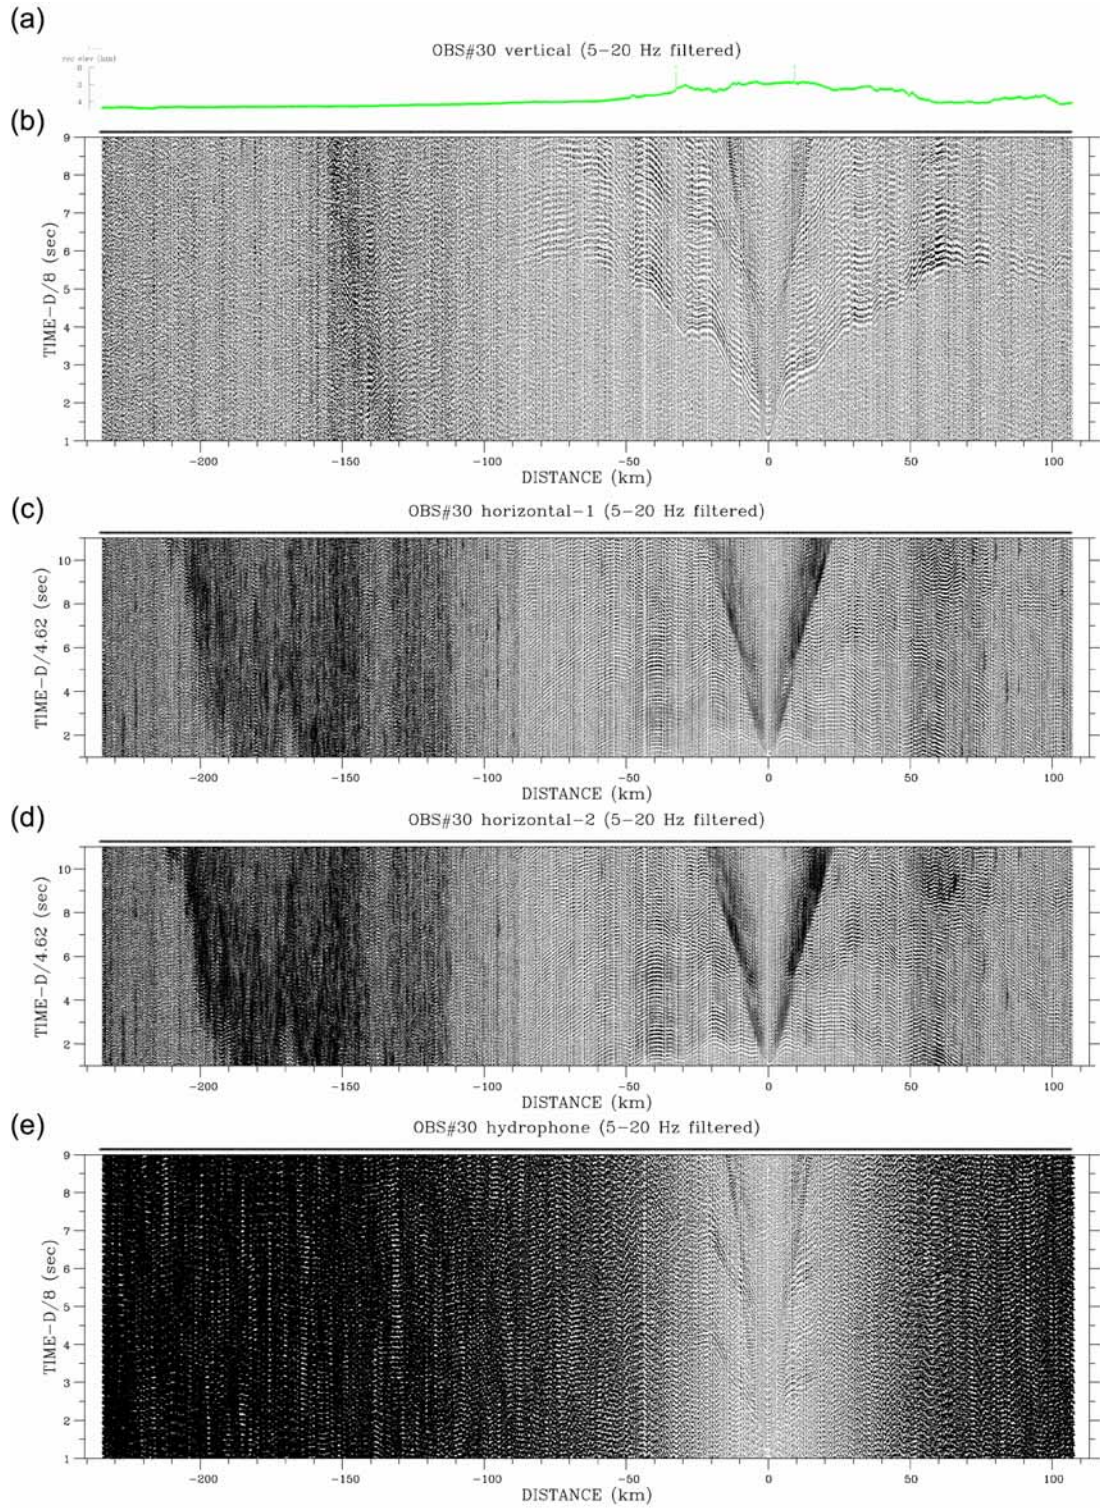 (a)
OBS#30 vertical (5-20 Hz filtered)
0
4
(b)
9
8
7
6
5
4
3
2
1
TIME-D/8 (sec)
-200 -150 -100 -50 0 50 100
DISTANCE (km)
(c)
OBS#30 horizontal-1 (5-20 Hz filtered)
10
8
6
4
2
TIME-D/4.62 (sec)
-200 -150 -100 -50 0 50 100
DISTANCE (km)
(d)
OBS#30 horizontal-2 (5-20 Hz filtered)
10
8
6
4
2
TIME-D/4.62 (sec)
-200 -150 -100 -50 0 50 100
DISTANCE (km)
(e)
OBS#30 hydrophone (5-20 Hz filtered)
9
8
7
6
5
4
3
2
1
TIME-D/8 (sec)
-200 -150 -100 -50 0 50 100
DISTANCE (km)